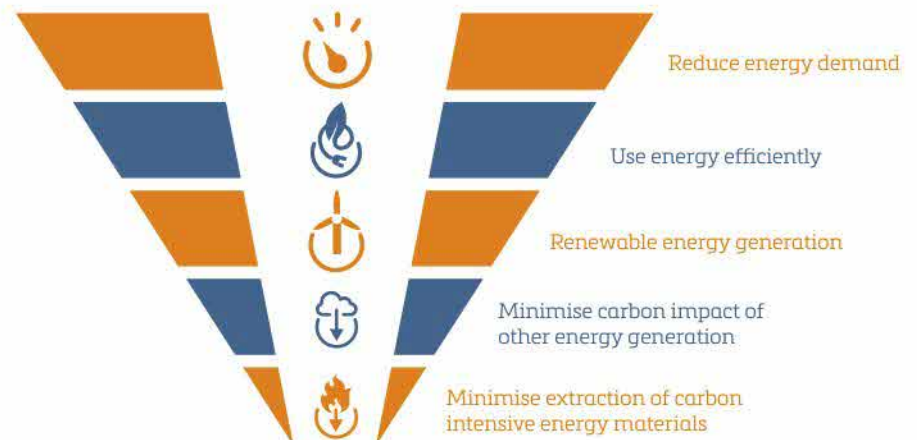 Reduce energy demand
Use energy efficiently
Renewable energy generation
Minimise carbon impact of
other energy generation
Minimise extraction of carbon
intensive energy materials